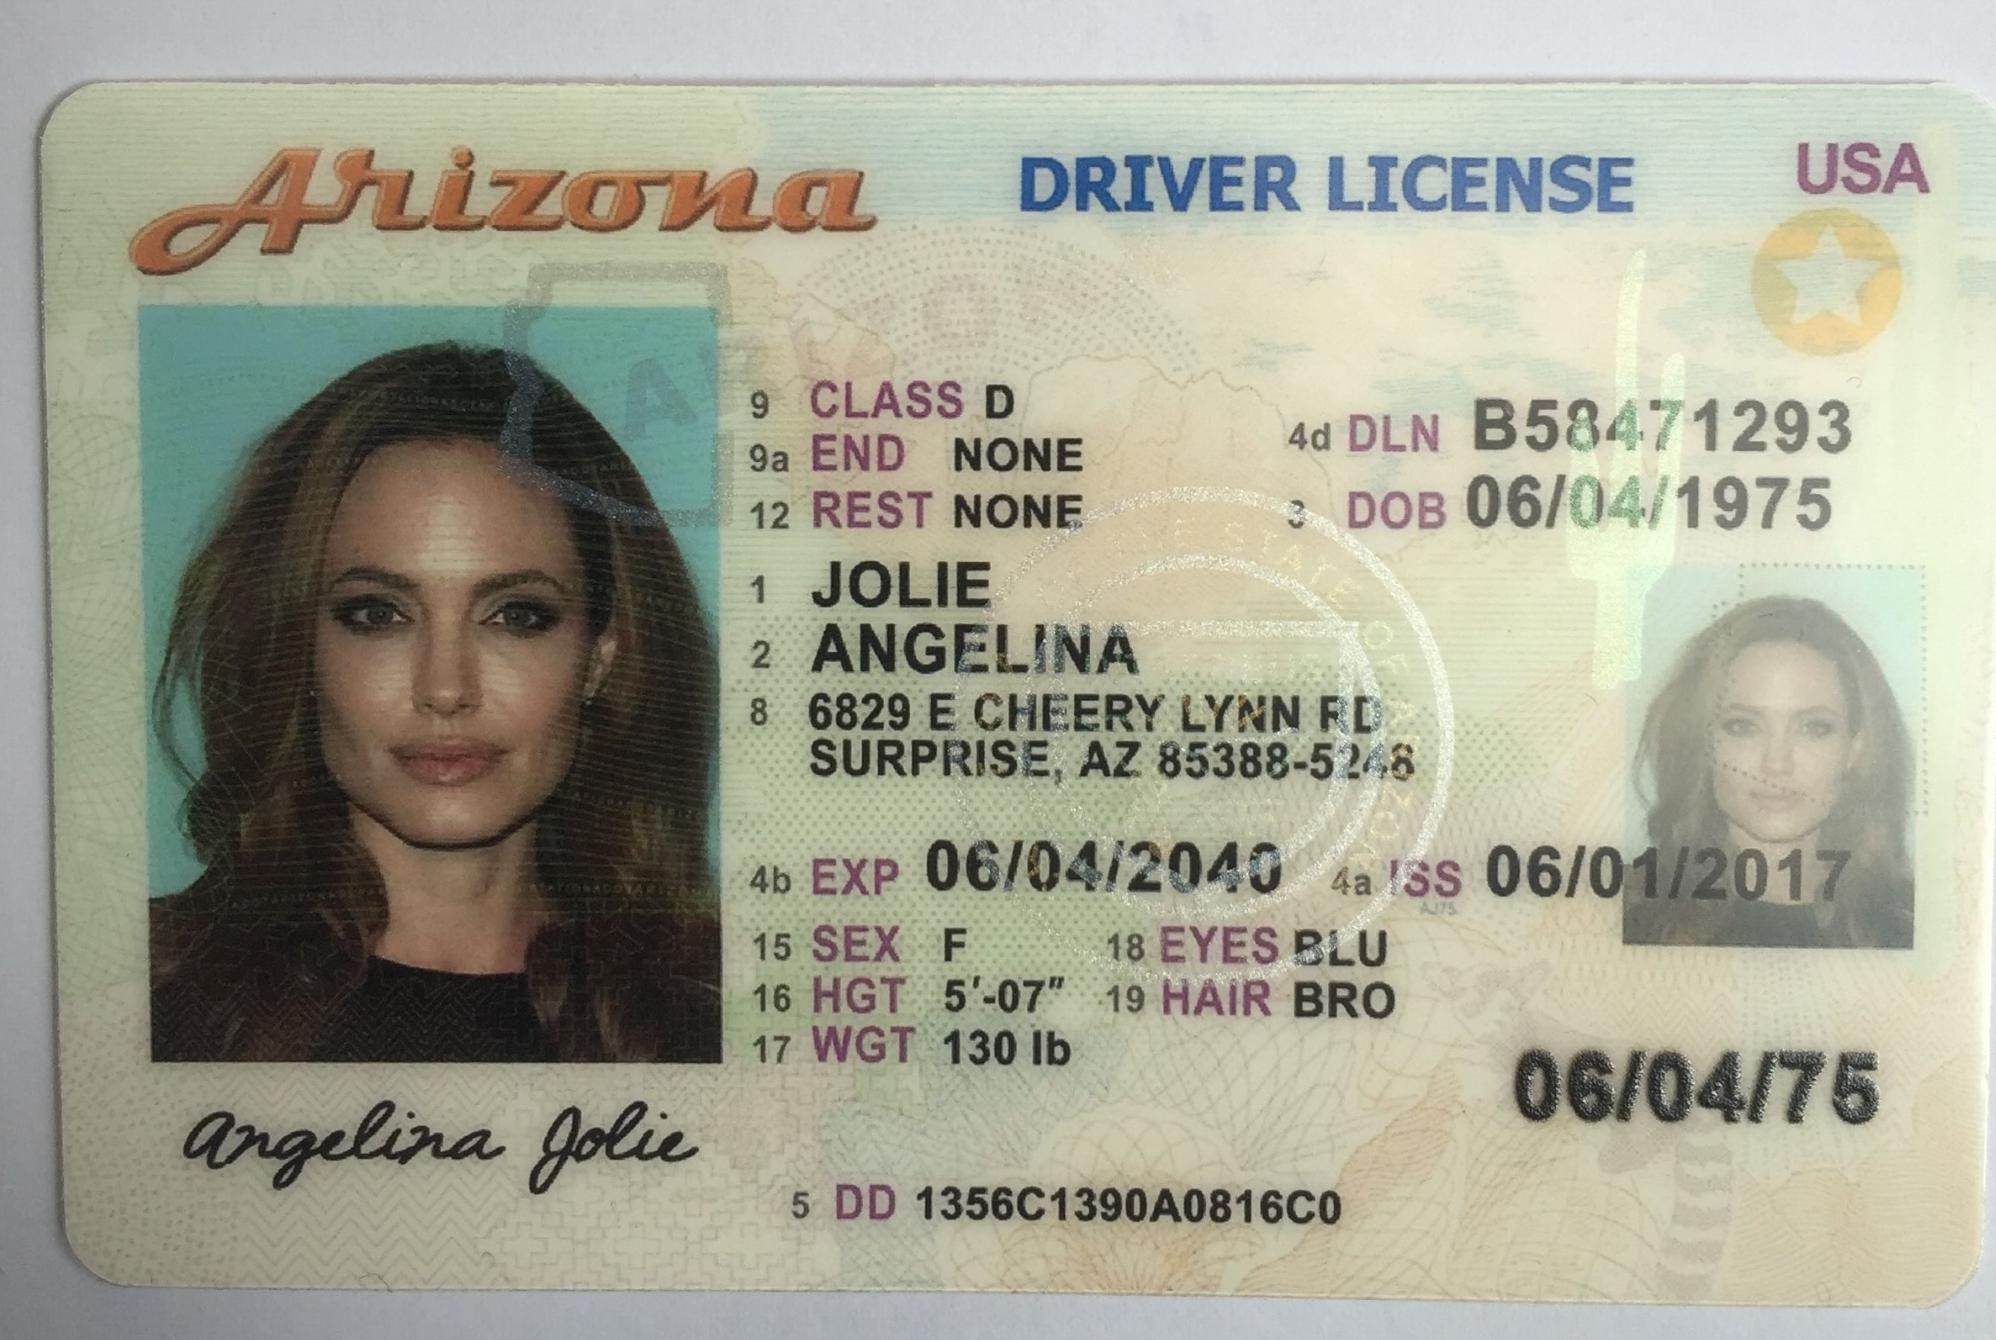 Arizona DRIVER LICENSE USA
9 CLASS D
9a END NONE
12 REST NONE
4d DLN B58471293
3 DOB 06/04/1975
1 JOLIE
2 ANGELINA
8 6829 E CHEERY LYNN RD
SURPRISE, AZ 85388-5248
4b EXP 06/04/2040 4a ISS 06/01/2017
15 SEX F 18 EYES BLU
16 HGT 5'-07" 19 HAIR BRO
17 WGT 130 lb
06/04/75
Angelina Jolie
5 DD 1356C1390A0816C0